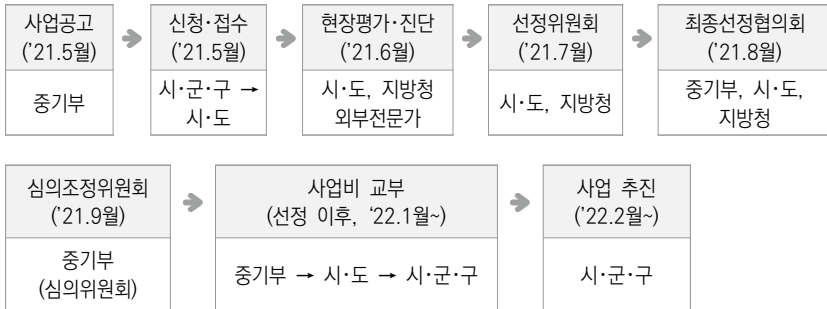 사업공고
('21.5월)
중기부
신청·접수
('21.5월)
시·군·구 →
시·도
현장평가·진단
('21.6월)
시·도, 지방청
외부전문가
선정위원회
('21.7월)
시·도, 지방청
최종선정협의회
('21.8월)
중기부, 시·도,
지방청
심의조정위원회
('21.9월)
중기부
(심의위원회)
사업비 교부
(선정 이후, ‘22.1월~)
중기부 → 시·도 → 시·군·구
사업 추진
('22.2월~)
시·군·구